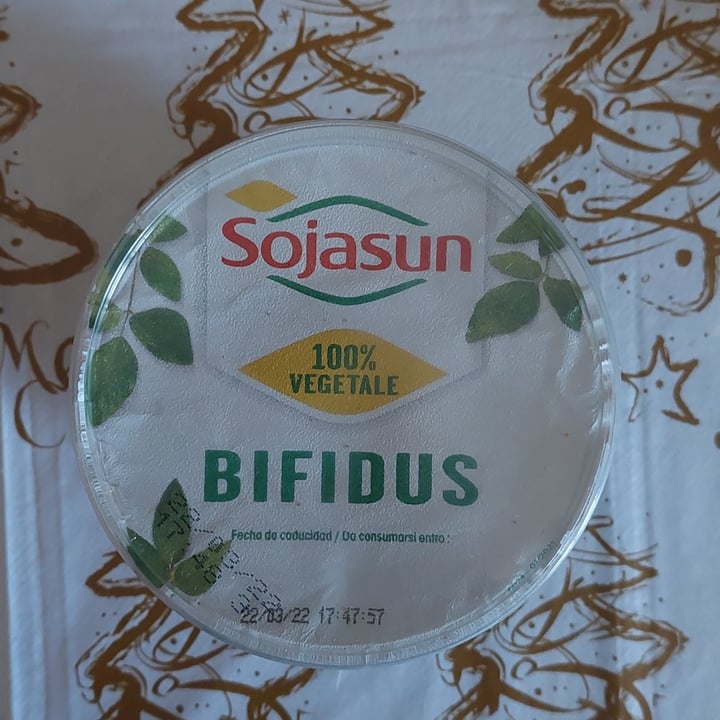 Sojasun
100%
VEGETALE
BIFIDUS
Fecha de caducidad / Da consumarsi entro :
22/03/22 17:47:57